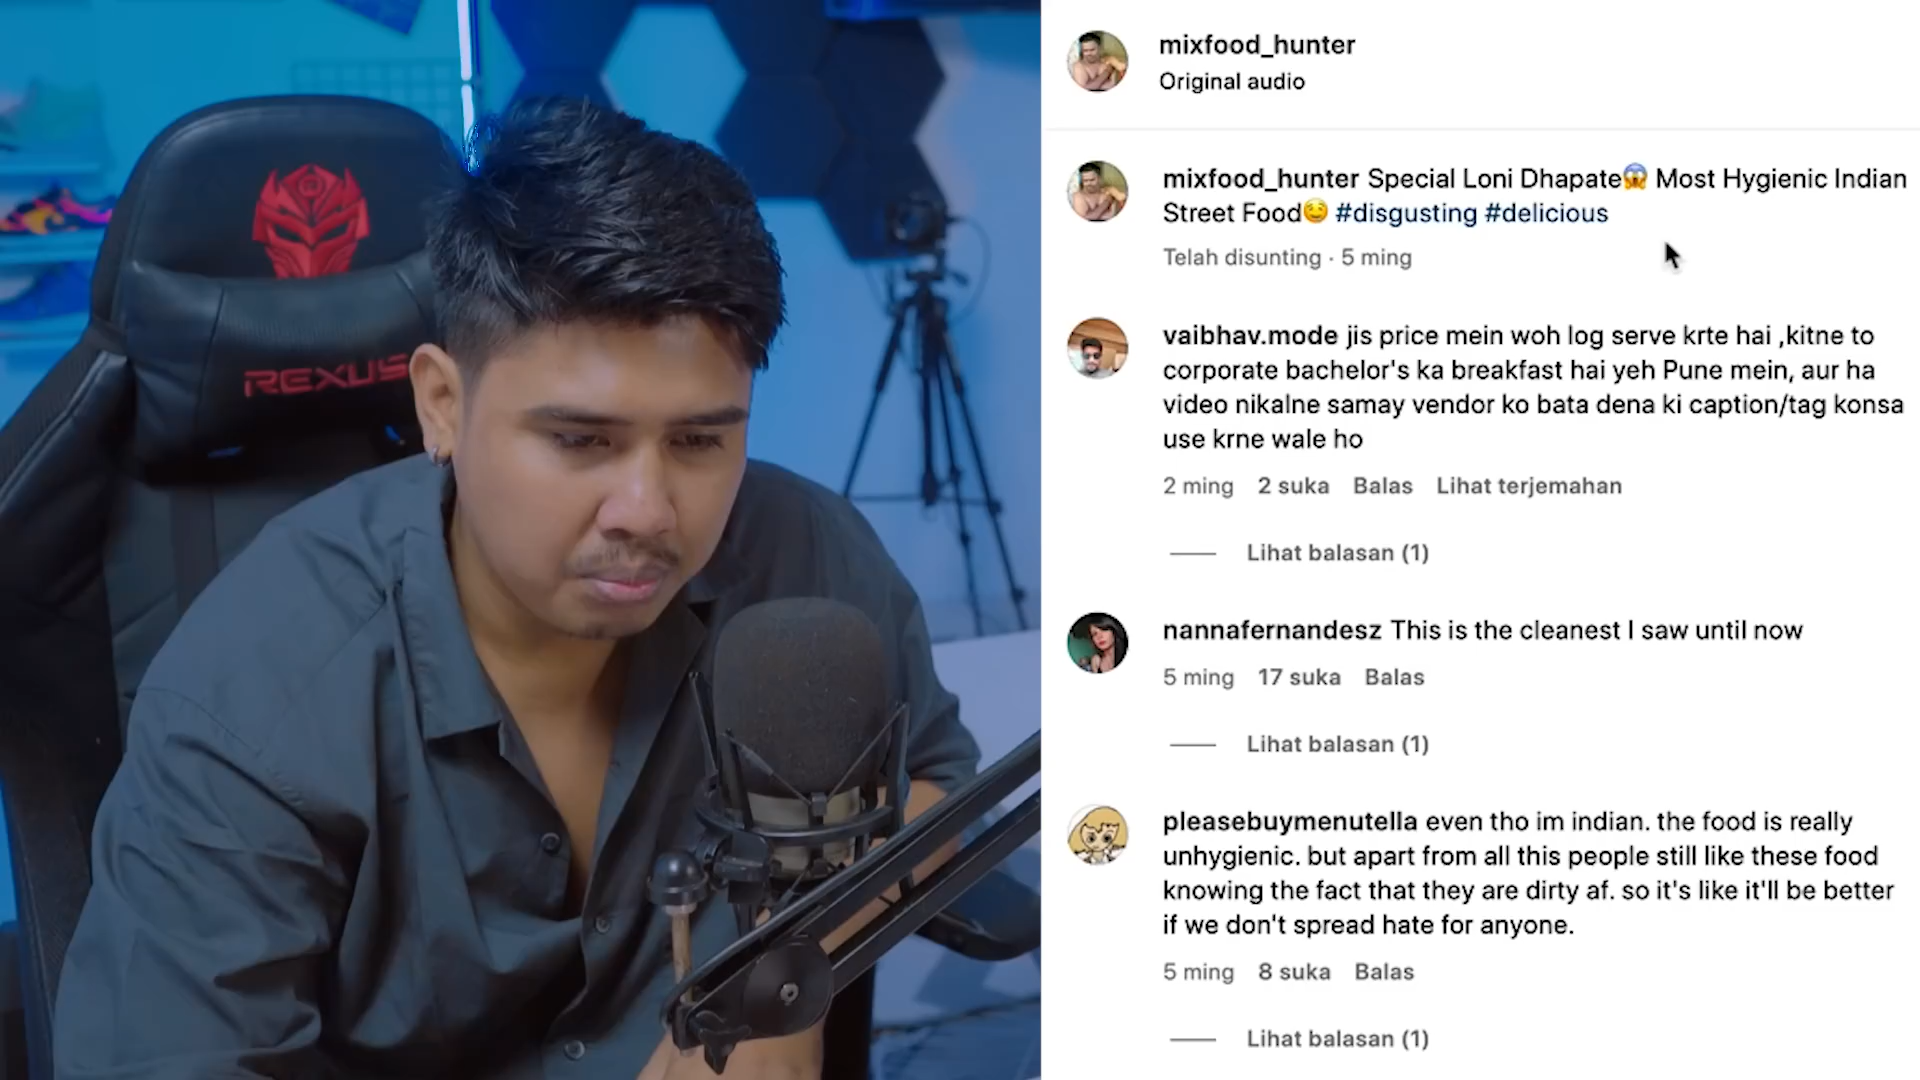 REXUS
mixfood_hunter
Original audio
mixfood_hunter Special Loni Dhapate😱 Most Hygienic Indian
Street Food😉 #disgusting #delicious
Telah disunting · 5 ming
vaibhav.mode jis price mein woh log serve krte hai ,kitne to
corporate bachelor's ka breakfast hai yeh Pune mein, aur ha
video nikalne samay vendor ko bata dena ki caption/tag konsa
use krne wale ho
2 ming 2 suka Balas Lihat terjemahan
Lihat balasan (1)
nannafernandesz This is the cleanest I saw until now
5 ming 17 suka Balas
Lihat balasan (1)
pleasebuymenutella even tho im indian. the food is really
unhygienic. but apart from all this people still like these food
knowing the fact that they are dirty af. so it's like it'll be better
if we don't spread hate for anyone.
5 ming 8 suka Balas
Lihat balasan (1)